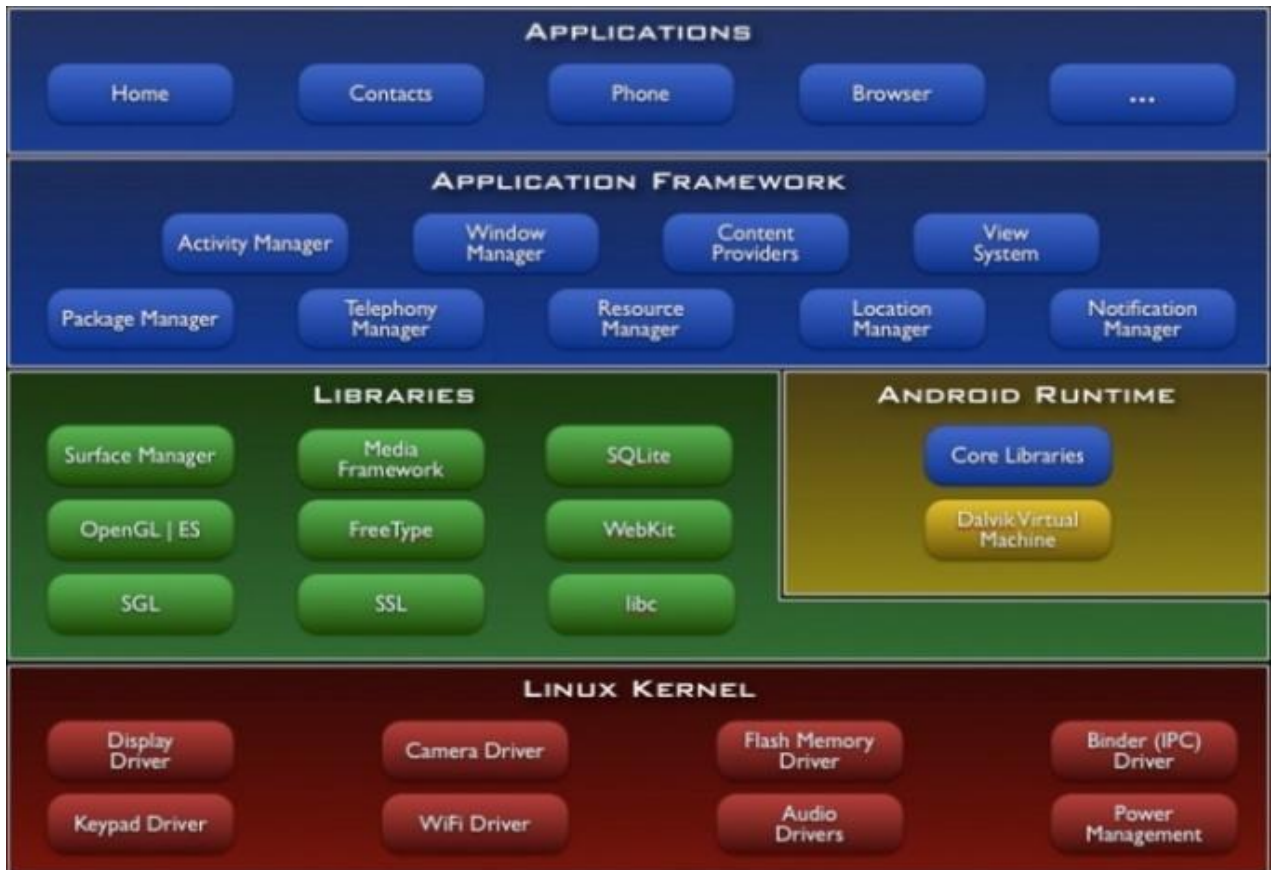 APPLICATIONS
Home
Contacts
Phone
Browser
...
APPLICATION FRAMEWORK
Activity Manager
Window
Manager
Content
Providers
View
System
Package Manager
Telephony
Manager
Resource
Manager
Location
Manager
Notification
Manager
LIBRARIES
Surface Manager
Media
Framework
SQLite
OpenGL | ES
FreeType
WebKit
SGL
SSL
libc
ANDROID RUNTIME
Core Libraries
Dalvik Virtual
Machine
LINUX KERNEL
Display
Driver
Camera Driver
Flash Memory
Driver
Binder (IPC)
Driver
Keypad Driver
WiFi Driver
Audio
Drivers
Power
Management